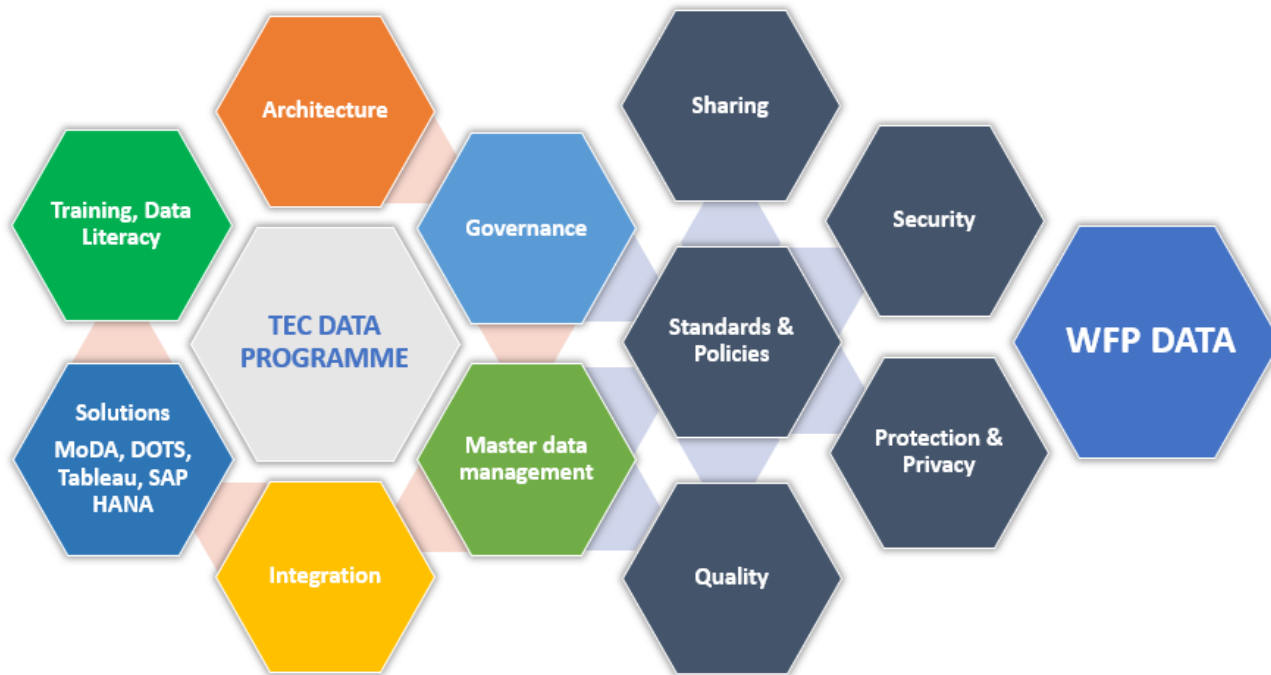 Architecture
Sharing
Training, Data
Literacy
Governance
Security
TEC DATA
PROGRAMME
Standards &
Policies
WFP DATA
Solutions
MoDA, DOTS,
Tableau, SAP
HANA
Master data
management
Protection &
Privacy
Integration
Quality